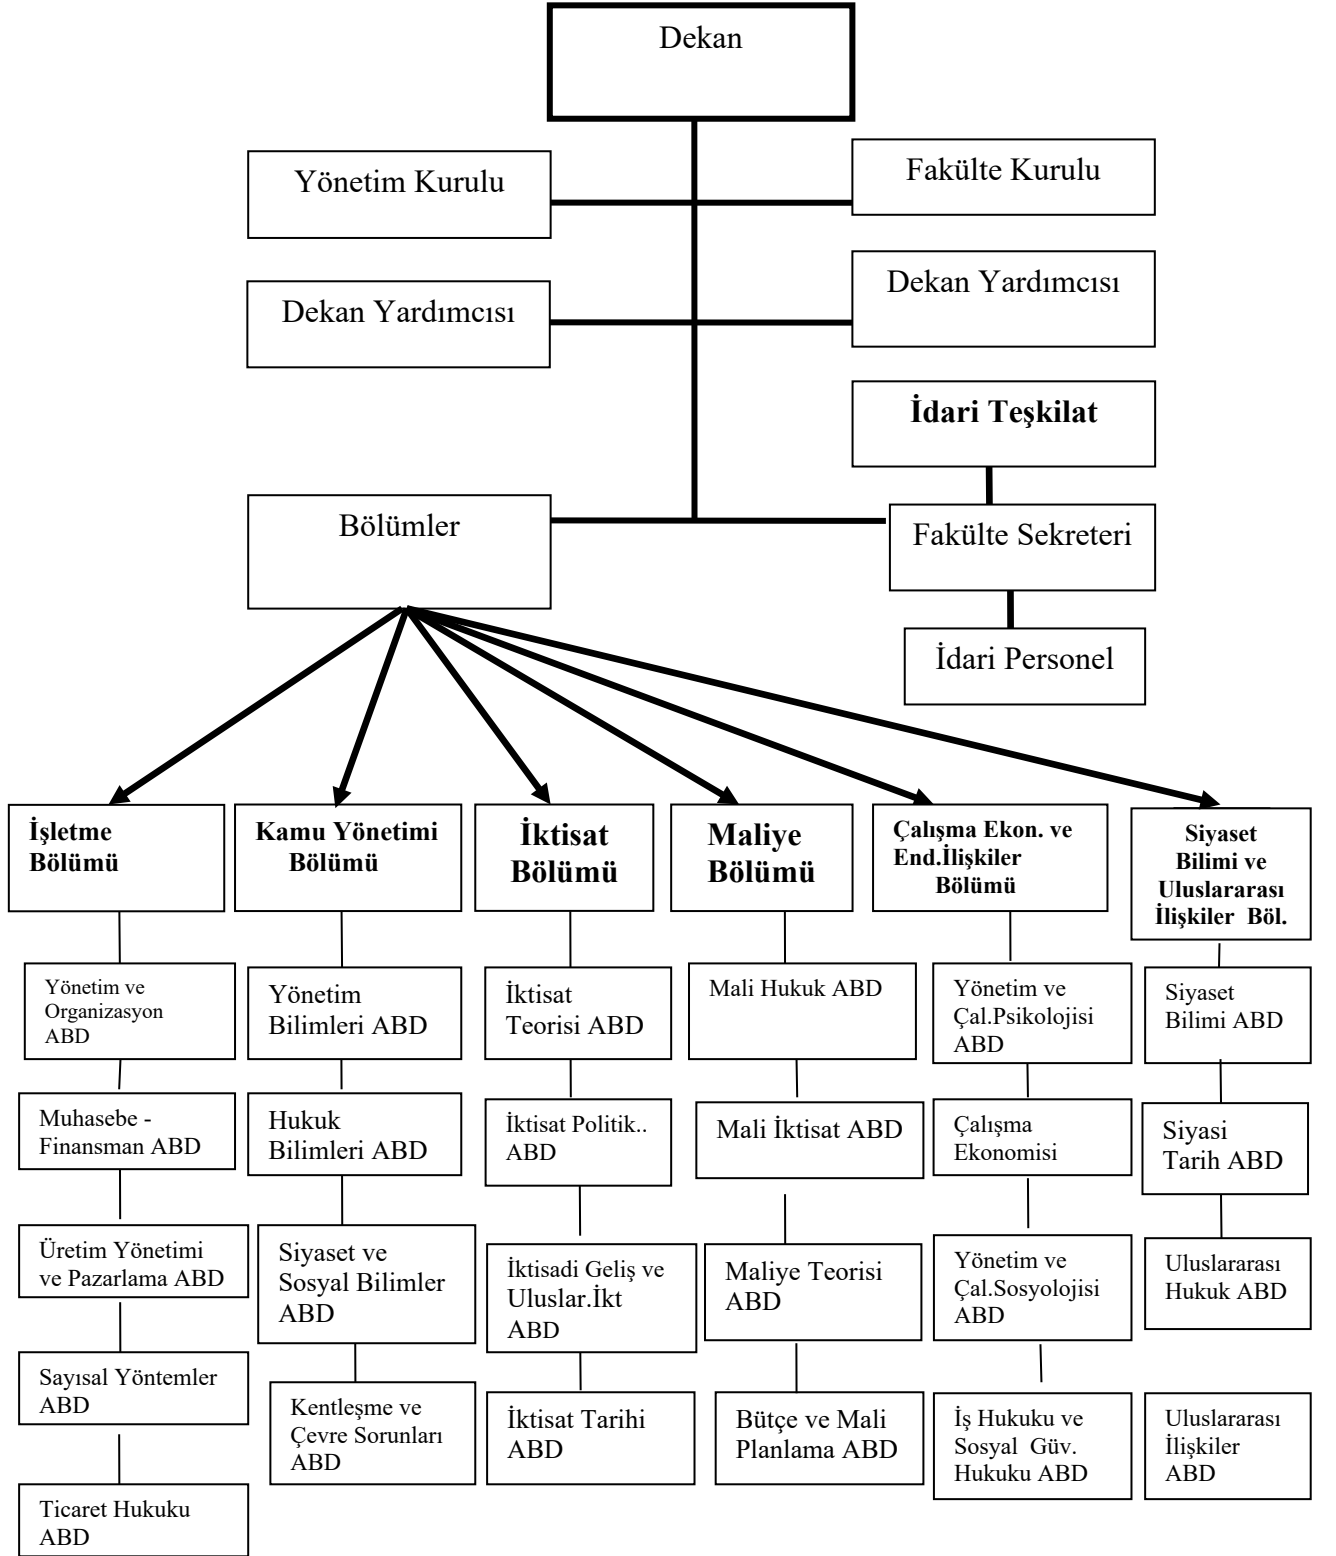 Dekan
Yönetim Kurulu
Fakülte Kurulu
Dekan Yardımcısı
Dekan Yardımcısı
İdari Teşkilat
Bölümler
Fakülte Sekreteri
İdari Personel
İşletme
Bölümü
Kamu Yönetimi
Bölümü
İktisat
Bölümü
Maliye
Bölümü
Çalışma Ekon. ve
End.İlişkiler
Bölümü
Siyaset
Bilimi ve
Uluslararası
İlişkiler Böl.
Yönetim ve
Organizasyon
ABD
Yönetim
Bilimleri ABD
İktisat
Teorisi ABD
Mali Hukuk ABD
Yönetim ve
Çal.Psikolojisi
ABD
Siyaset
Bilimi ABD
Muhasebe -
Finansman ABD
Hukuk
Bilimleri ABD
İktisat Politik..
ABD
Mali İktisat ABD
Çalışma
Ekonomisi
Siyasi
Tarih ABD
Üretim Yönetimi
ve Pazarlama ABD
Siyaset ve
Sosyal Bilimler
ABD
İktisadi Geliş ve
Uluslar.İkt
ABD
Maliye Teorisi
ABD
Yönetim ve
Çal.Sosyolojisi
ABD
Uluslararası
Hukuk ABD
Sayısal Yöntemler
ABD
Kentleşme ve
Çevre Sorunları
ABD
İktisat Tarihi
ABD
Bütçe ve Mali
Planlama ABD
İş Hukuku ve
Sosyal Güv.
Hukuku ABD
Uluslararası
İlişkiler
ABD
Ticaret Hukuku
ABD